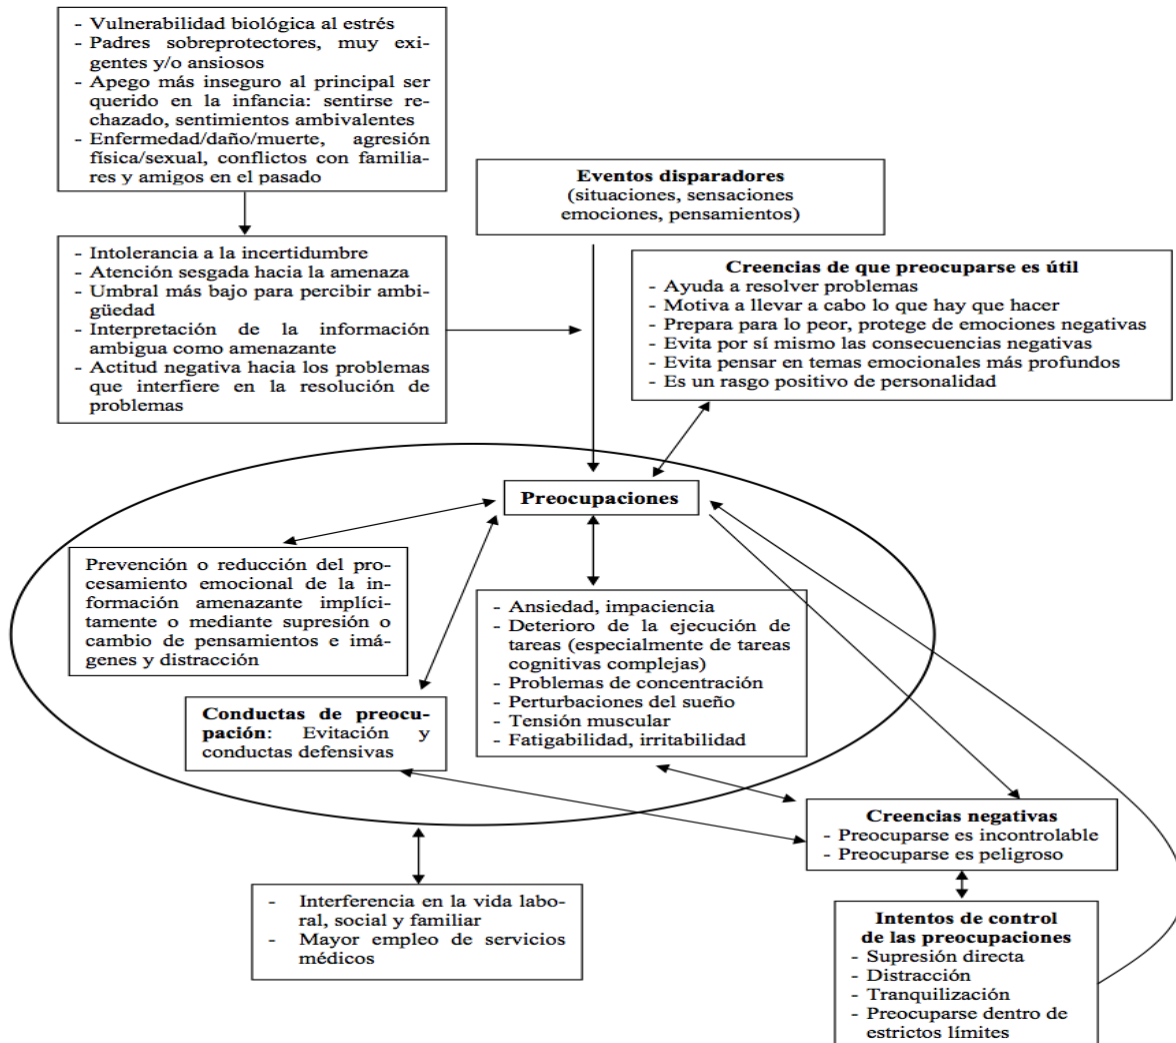 - Vulnerabilidad biológica al estrés
- Padres sobreprotectores, muy exi-
gentes y/o ansiosos
- Apego más inseguro al principal ser
querido en la infancia: sentirse re-
chazado, sentimientos ambivalentes
- Enfermedad/daño/muerte, agresión
física/sexual, conflictos con familia-
res y amigos en el pasado
Eventos disparadores
(situaciones, sensaciones
emociones, pensamientos)
- Intolerancia a la incertidumbre
- Atención sesgada hacia la amenaza
- Umbral más bajo para percibir ambi-
güedad
- Interpretación de la información
ambigua como amenazante
- Actitud negativa hacia los problemas
que interfiere en la resolución de
problemas
Creencias de que preocuparse es útil
- Ayuda a resolver problemas
- Motiva a llevar a cabo lo que hay que hacer
- Prepara para lo peor, protege de emociones negativas
- Evita por sí mismo las consecuencias negativas
- Evita pensar en temas emocionales más profundos
- Es un rasgo positivo de personalidad
Preocupaciones
Prevención o reducción del pro-
cesamiento emocional de la in-
formación amenazante implíci-
tamente o mediante supresión o
cambio de pensamientos e imá-
genes y distracción
- Ansiedad, impaciencia
- Deterioro de la ejecución de
tareas (especialmente de tareas
cognitivas complejas)
- Problemas de concentración
- Perturbaciones del sueño
- Tensión muscular
- Fatigabilidad, irritabilidad
Conductas de preocu-
pación: Evitación y
conductas defensivas
Creencias negativas
- Preocuparse es incontrolable
- Preocuparse es peligroso
- Interferencia en la vida labo-
ral, social y familiar
- Mayor empleo de servicios
médicos
Intentos de control
de las preocupaciones
- Supresión directa
- Distracción
- Tranquilización
- Preocuparse dentro de
estrictos límites